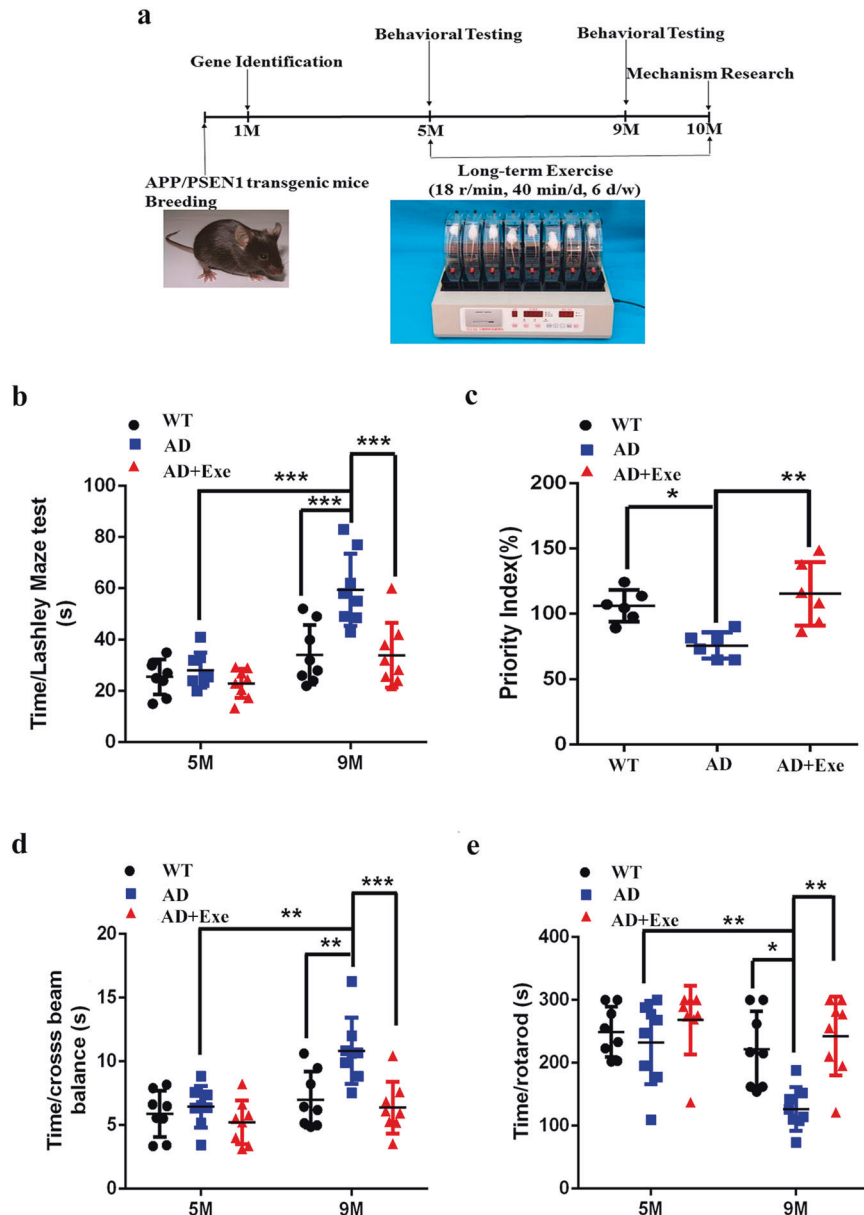 a
Behavioral Testing
Behavioral Testing
Gene Identification
Mechanism Research
1M
5M
9M
10M
APP/PSEN1 transgenic mice
Breeding
Long-term Exercise
(18 r/min, 40 min/d, 6 d/w)
b
WT
AD
AD+Exe
***
***
***
Time/Lashley Maze test
(s)
100
80
60
40
20
0
5M
9M
c
WT
AD
AD+Exe
*
**
Priority Index(%)
200
150
100
50
0
WT
AD
AD+Exe
d
WT
AD
AD+Exe
**
**
***
Time/crosss beam
balance (s)
20
15
10
5
0
5M
9M
e
WT
AD
AD+Exe
**
*
**
Time/rotarod (s)
400
300
200
100
0
5M
9M